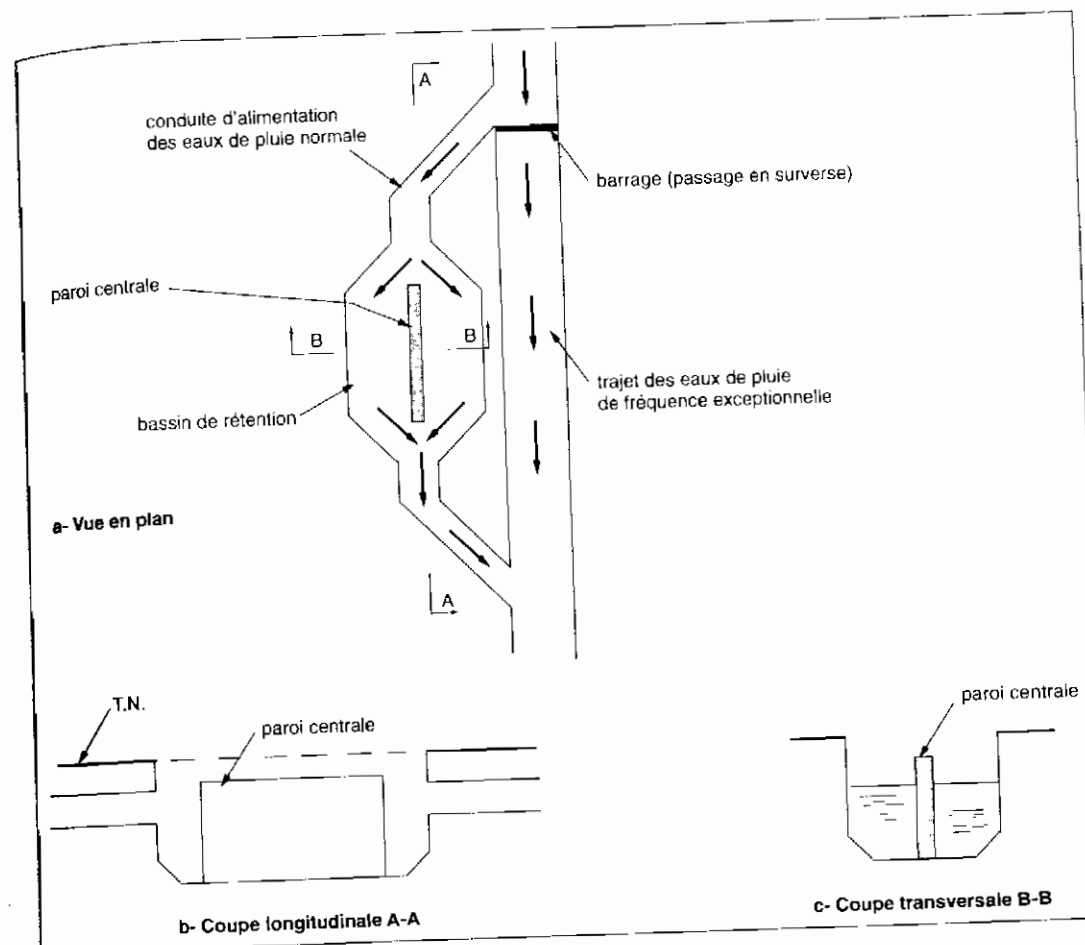 A
conduite d'alimentation
des eaux de pluie normale
barrage (passage en surverse)
paroi centrale
B
B
trajet des eaux de pluie
de fréquence exceptionnelle
bassin de rétention
a- Vue en plan
A
T.N.
paroi centrale
paroi centrale
b- Coupe longitudinale A-A
c- Coupe transversale B-B